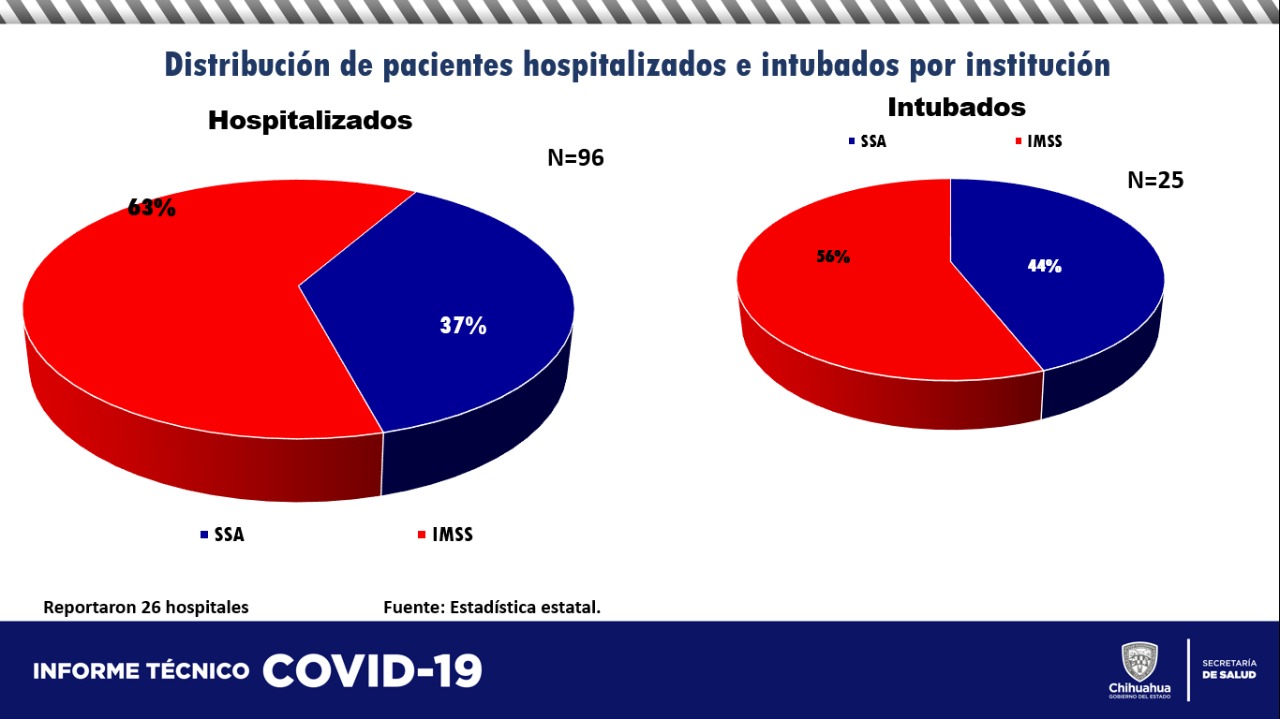 Distribución de pacientes hospitalizados e intubados por institución
Hospitalizados
N=96
63%
37%
SSA
IMSS
Intubados
SSA
IMSS
N=25
56%
44%
Reportaron 26 hospitales
Fuente: Estadística estatal.
INFORME TÉCNICO COVID-19
Chihuahua
GOBIERNO DEL ESTADO
SECRETARÍA
DE SALUD